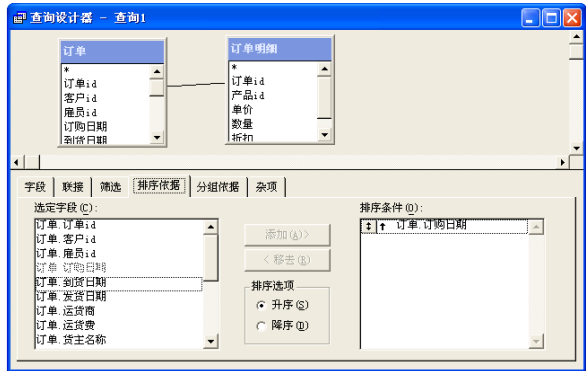 查询设计器 - 查询1
订单
*
订单id
客户id
雇员id
订购日期
到货日期
订单明细
*
订单id
产品id
单价
数量
折扣
字段 联接 筛选 排序依据 分组依据 杂项
选定字段(C):
订单.订单id
订单.客户id
订单.雇员id
订单.订购日期
订单.到货日期
订单.发货日期
订单.运货商
订单.运货费
订单.货主名称
添加(A)>
<移去(R)
排序选项
升序(S)
降序(D)
排序条件(O):
订单.订购日期